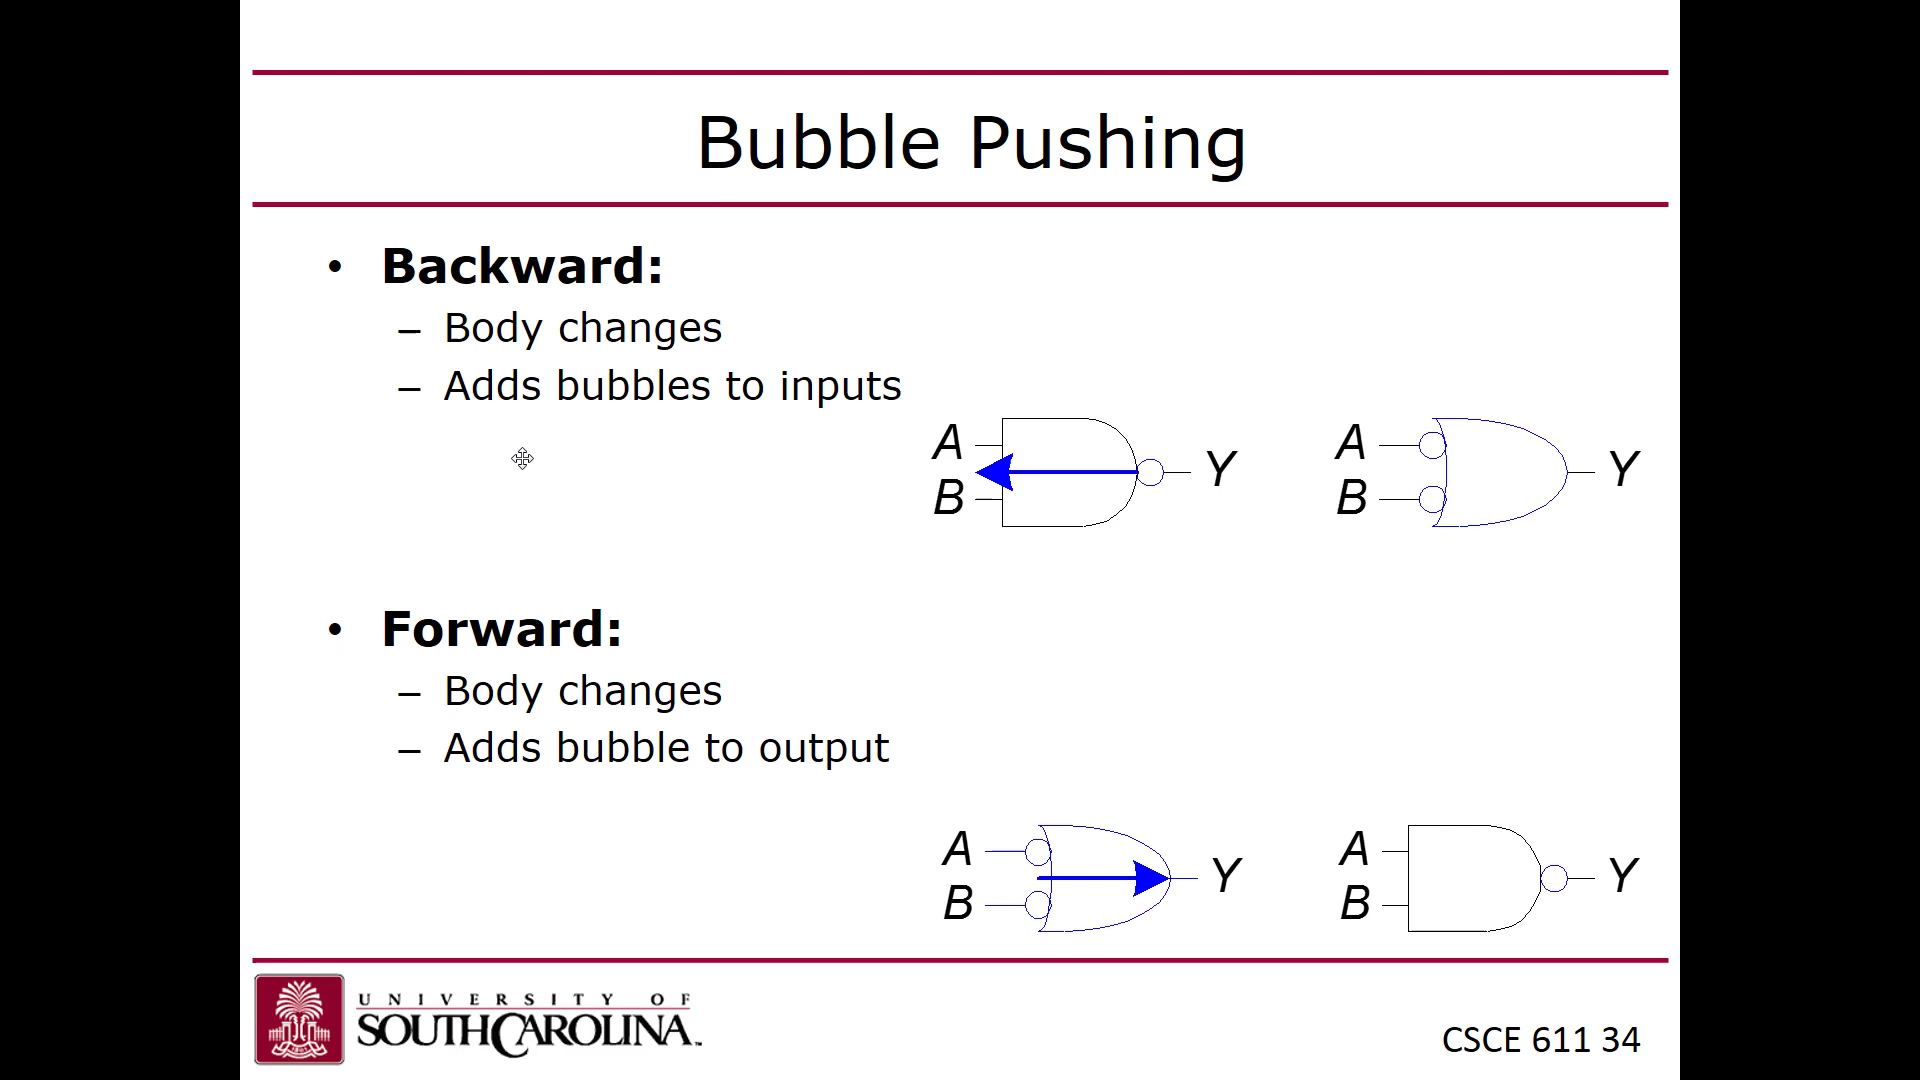 Bubble Pushing
• Backward:
– Body changes
– Adds bubbles to inputs
A
B
Y
A
B
Y
• Forward:
– Body changes
– Adds bubble to output
A
B
Y
A
B
Y
UNIVERSITY OF
SOUTH CAROLINA™
CSCE 611 34